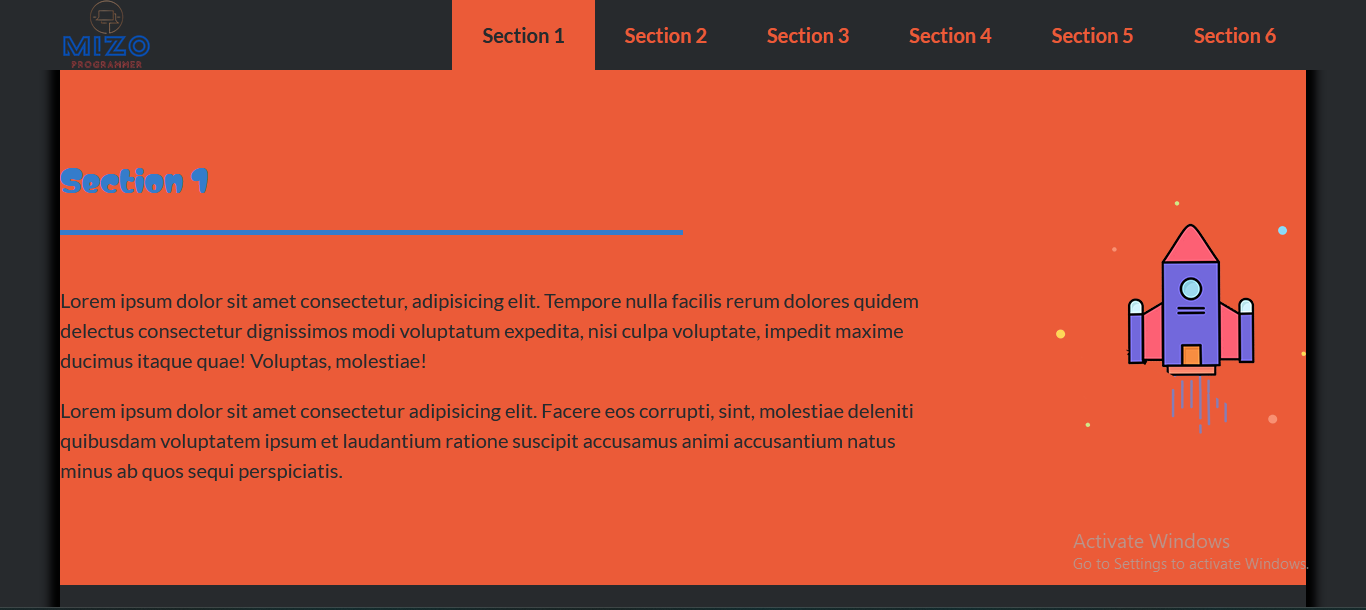 MIZO
PROGRAMMER
Section 1
Section 2
Section 3
Section 4
Section 5
Section 6
Section 1
Lorem ipsum dolor sit amet consectetur, adipisicing elit. Tempore nulla facilis rerum dolores quidem
delectus consectetur dignissimos modi voluptatum expedita, nisi culpa voluptate, impedit maxime
ducimus itaque quae! Voluptas, molestiae!
Lorem ipsum dolor sit amet consectetur adipisicing elit. Facere eos corrupti, sint, molestiae deleniti
quibusdam voluptatem ipsum et laudantium ratione suscipit accusamus animi accusantium natus
minus ab quos sequi perspiciatis.
Activate Windows
Go to Settings to activate Windows.